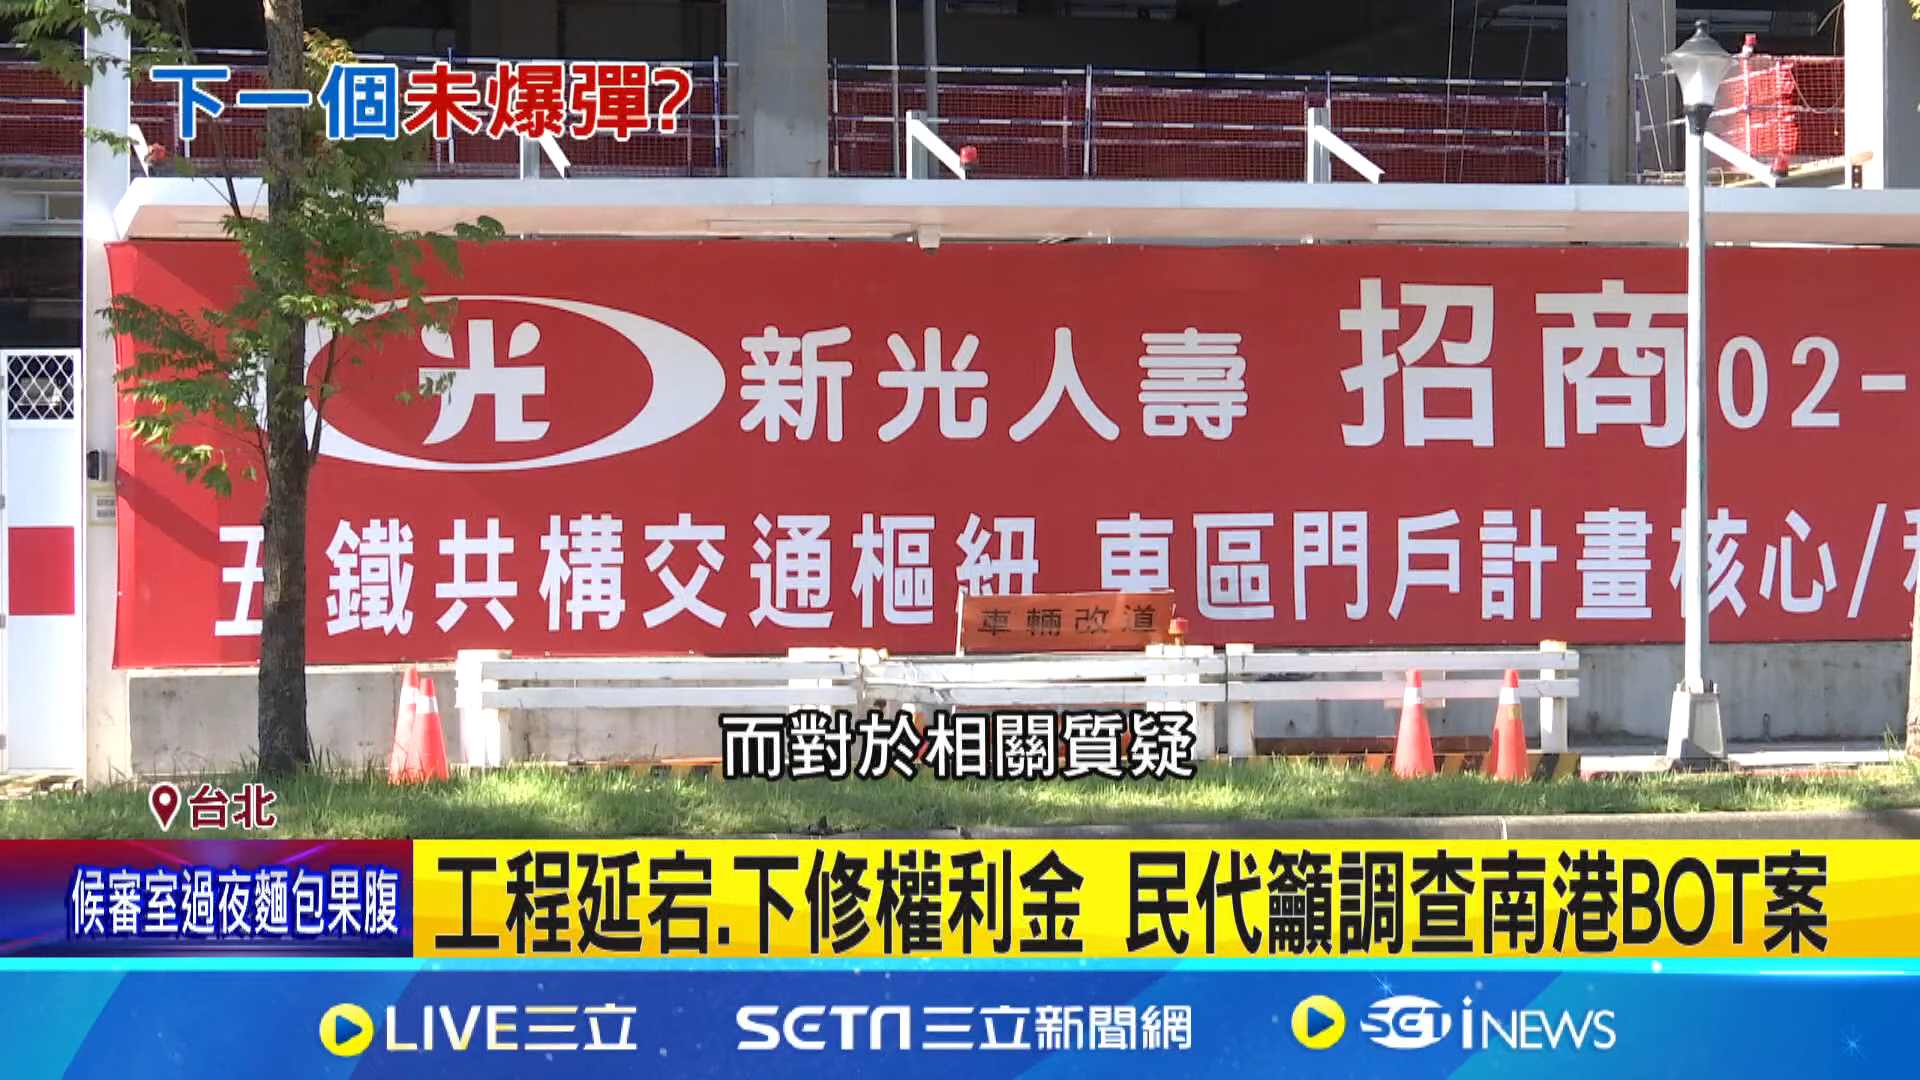 下一個未爆彈?
光 新光人壽 招商 02-
五鐵共構交通樞紐 東區門戶計畫核心/
車輛改道
而對於相關質疑
台北
候審室過夜麵包果腹
工程延宕.下修權利金 民代籲調查南港BOT案
LIVE三立 SETN三立新聞網 SET iNEWS